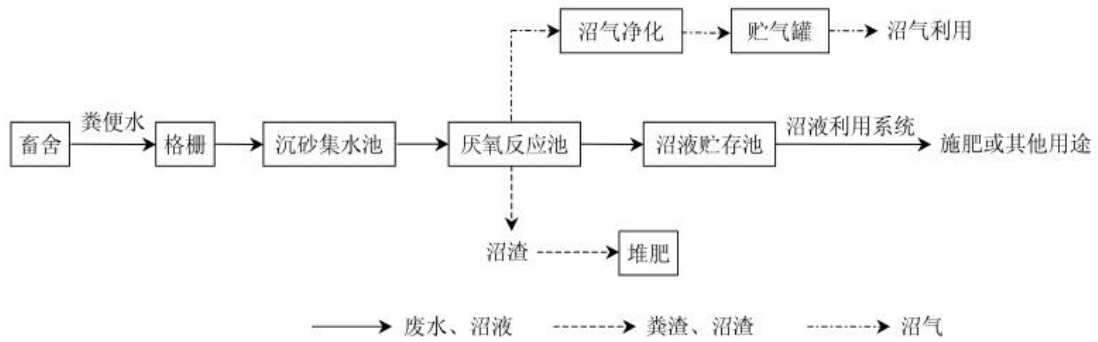 沼气净化 贮气罐 沼气利用
粪便水 沼液利用系统
畜舍 格栅 沉砂集水池 厌氧反应池 沼液贮存池 施肥或其他用途
沼渣 堆肥
废水、沼液 粪渣、沼渣 沼气